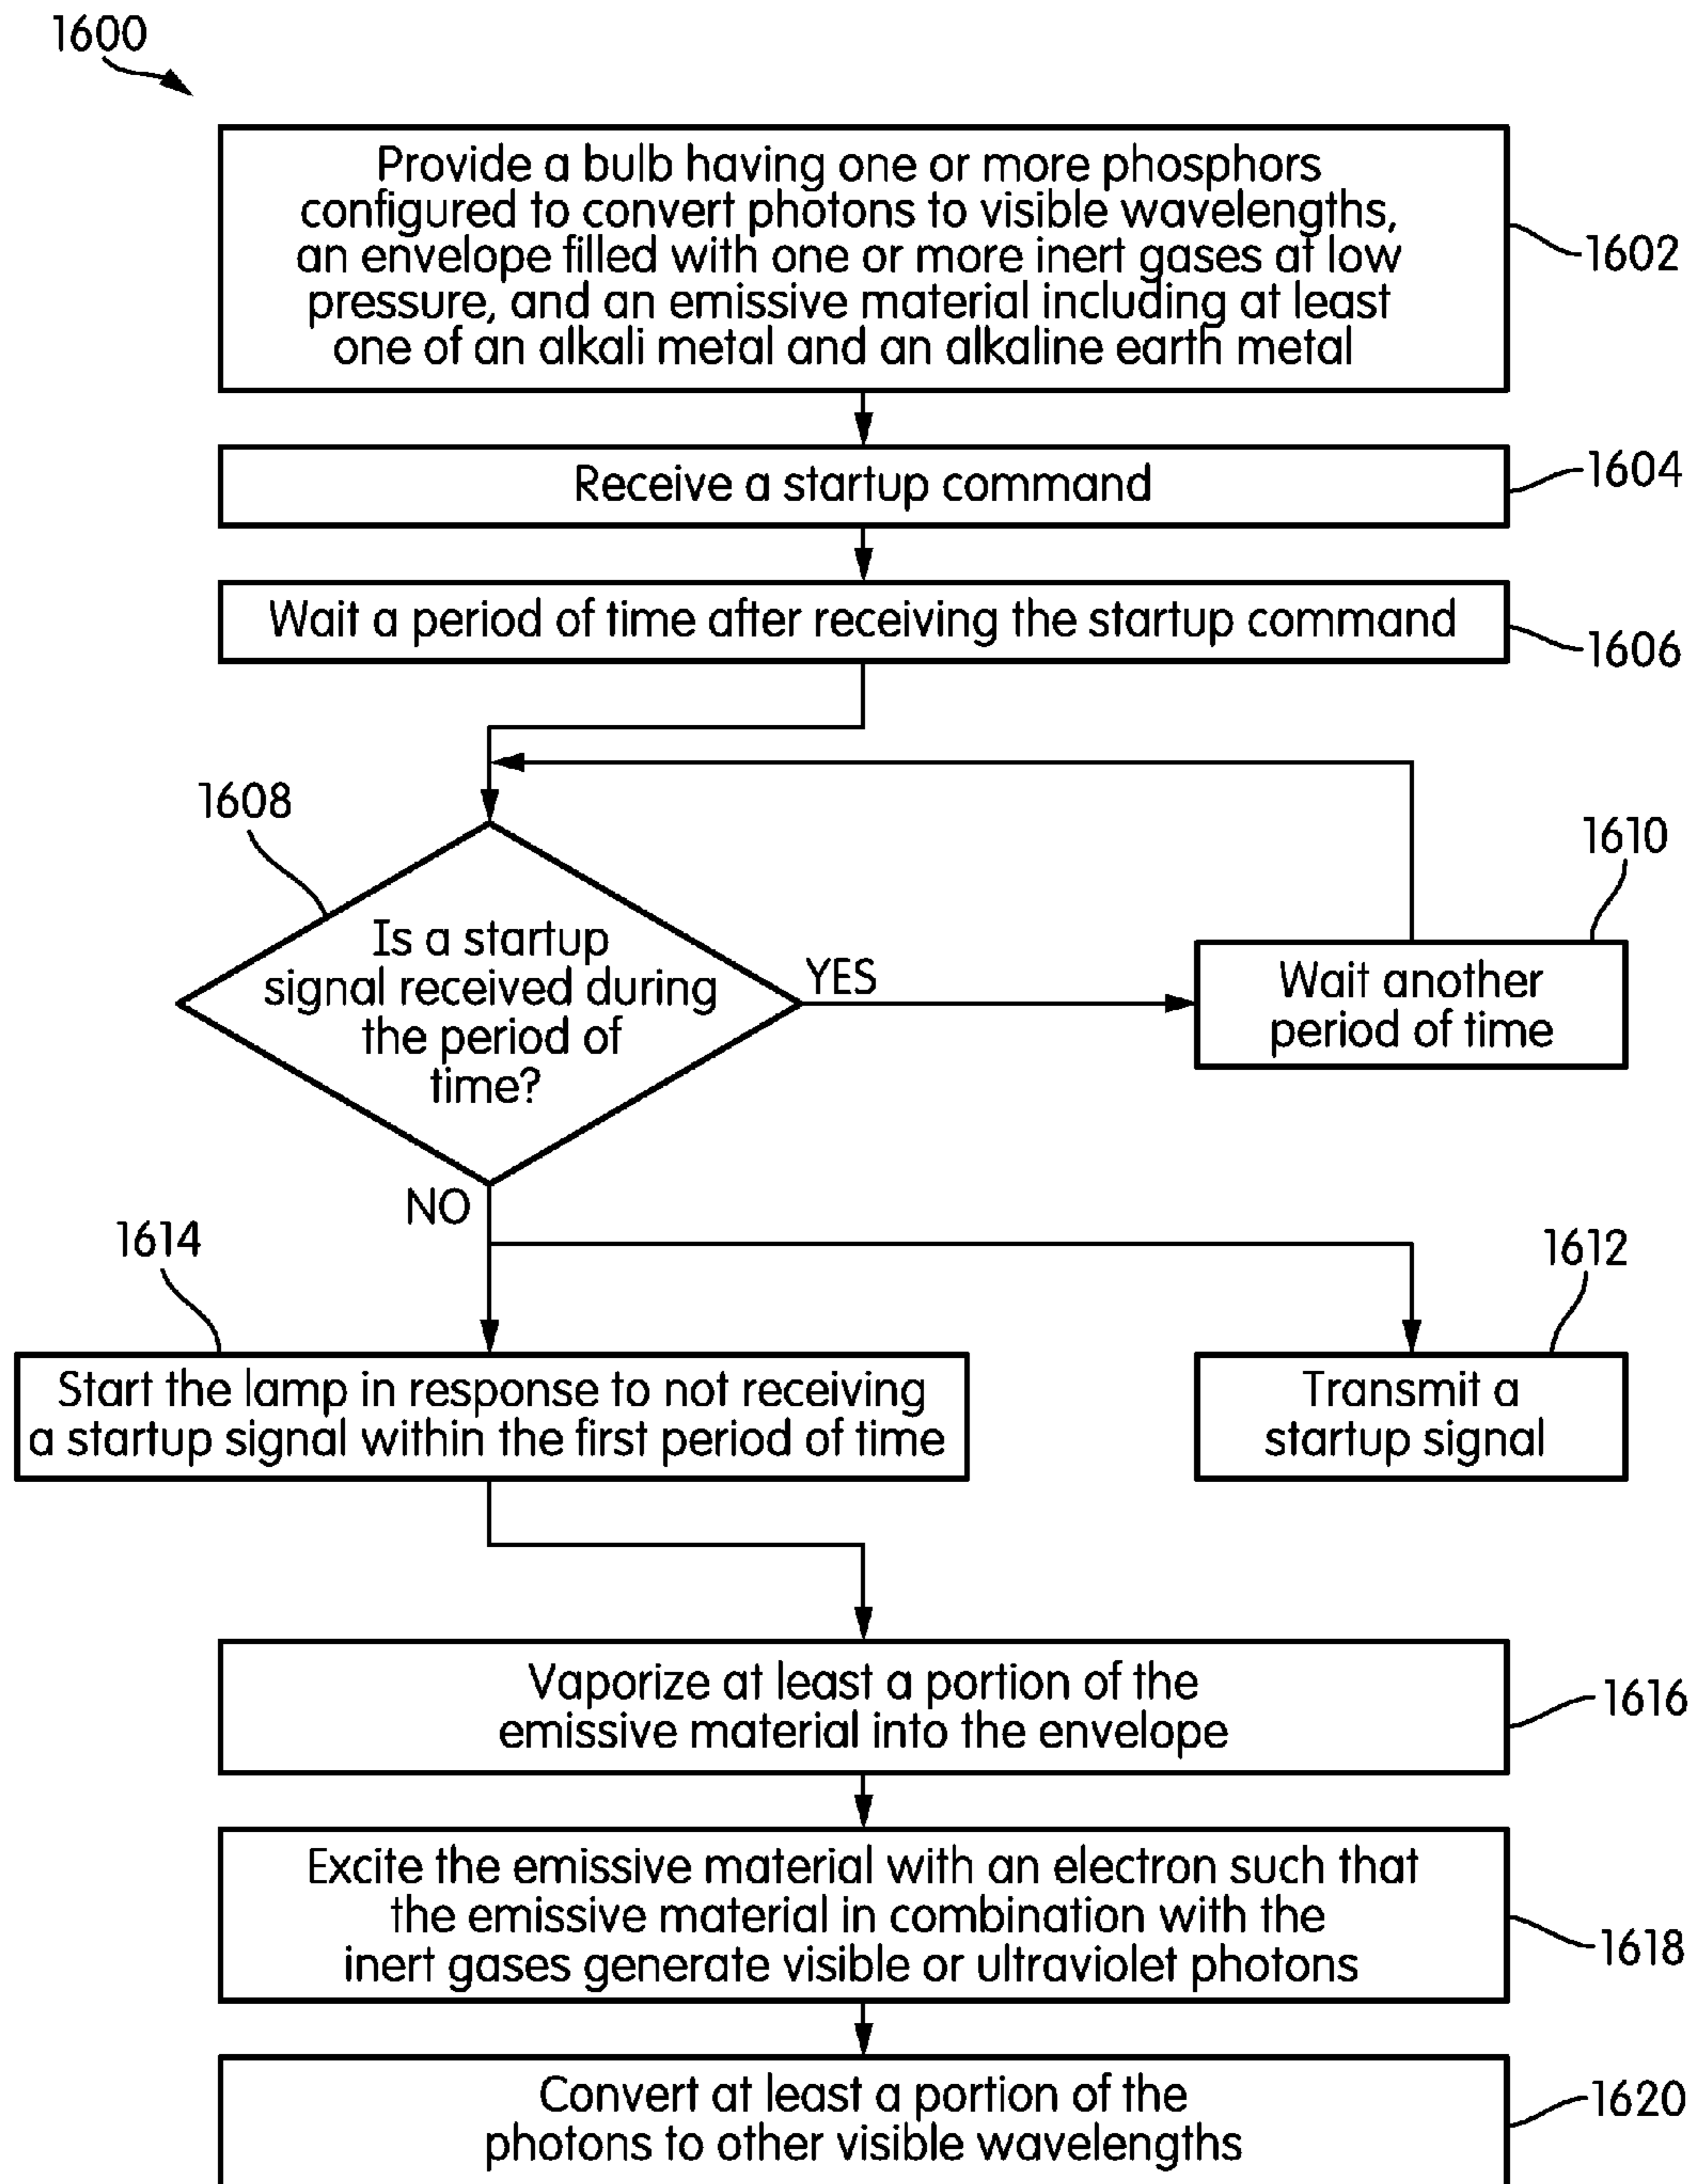 1600
Provide a bulb having one or more phosphors
configured to convert photons to visible wavelengths,
an envelope filled with one or more inert gases at low
pressure, and an emissive material including at least
one of an alkali metal and an alkaline earth metal
1602
Receive a startup command
1604
Wait a period of time after receiving the startup command
1606
1608
Is a startup
signal received during
the period of
time?
YES
1610
Wait another
period of time
NO
1614
Start the lamp in response to not receiving
a startup signal within the first period of time
1612
Transmit a
startup signal
Vaporize at least a portion of the
emissive material into the envelope
1616
Excite the emissive material with an electron such that
the emissive material in combination with the
inert gases generate visible or ultraviolet photons
1618
Convert at least a portion of the
photons to other visible wavelengths
1620